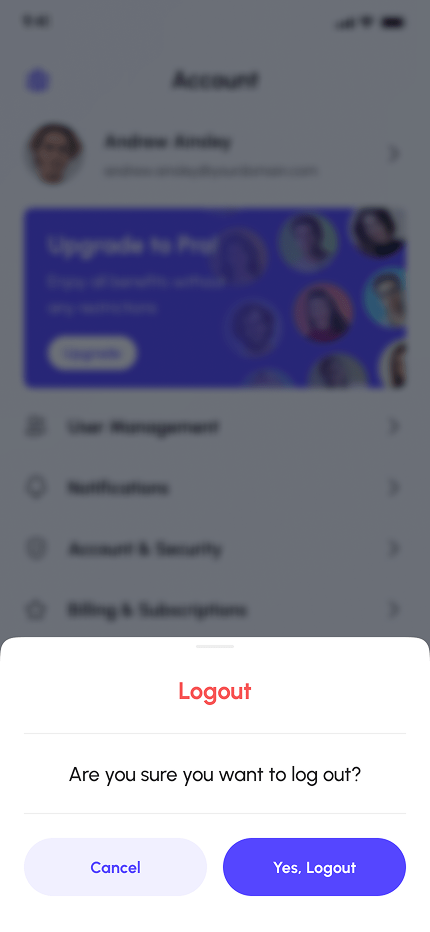 9:41
Account
Andrew Ainsley
andrew.ainsley@yourdomain.com
Upgrade to Pro!
Enjoy all benefits without
any restrictions
Upgrade
User Management
Notifications
Account & Security
Billing & Subscriptions
Logout
Are you sure you want to log out?
Cancel
Yes, Logout